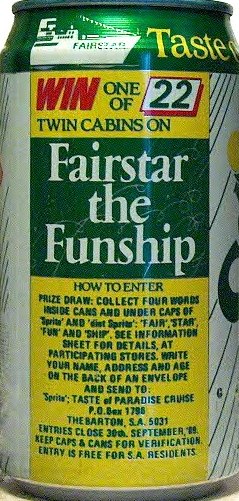 FAIRSTAR
Taste o
WIN ONE OF 22
TWIN CABINS ON
Fairstar
the
Funship
HOW TO ENTER
PRIZE DRAW: COLLECT FOUR WORDS
INSIDE CANS AND UNDER CAPS OF
'Sprite' AND 'diet Sprite': 'FAIR', 'STAR',
'FUN' AND "SHIP". SEE INFORMATION
SHEET FOR DETAILS, AT
PARTICIPATING STORES. WRITE
YOUR NAME, ADDRESS AND AGE
ON THE BACK OF AN ENVELOPE
AND SEND TO:
'Sprite': TASTE of PARADISE CRUISE
P.O.Box 1798
THEBARTON, S.A. 5031
ENTRIES CLOSE 30th. SEPTEMBER, '89.
KEEP CAPS & CANS FOR VERIFICATION.
ENTRY IS FREE FOR S.A. RESIDENTS.